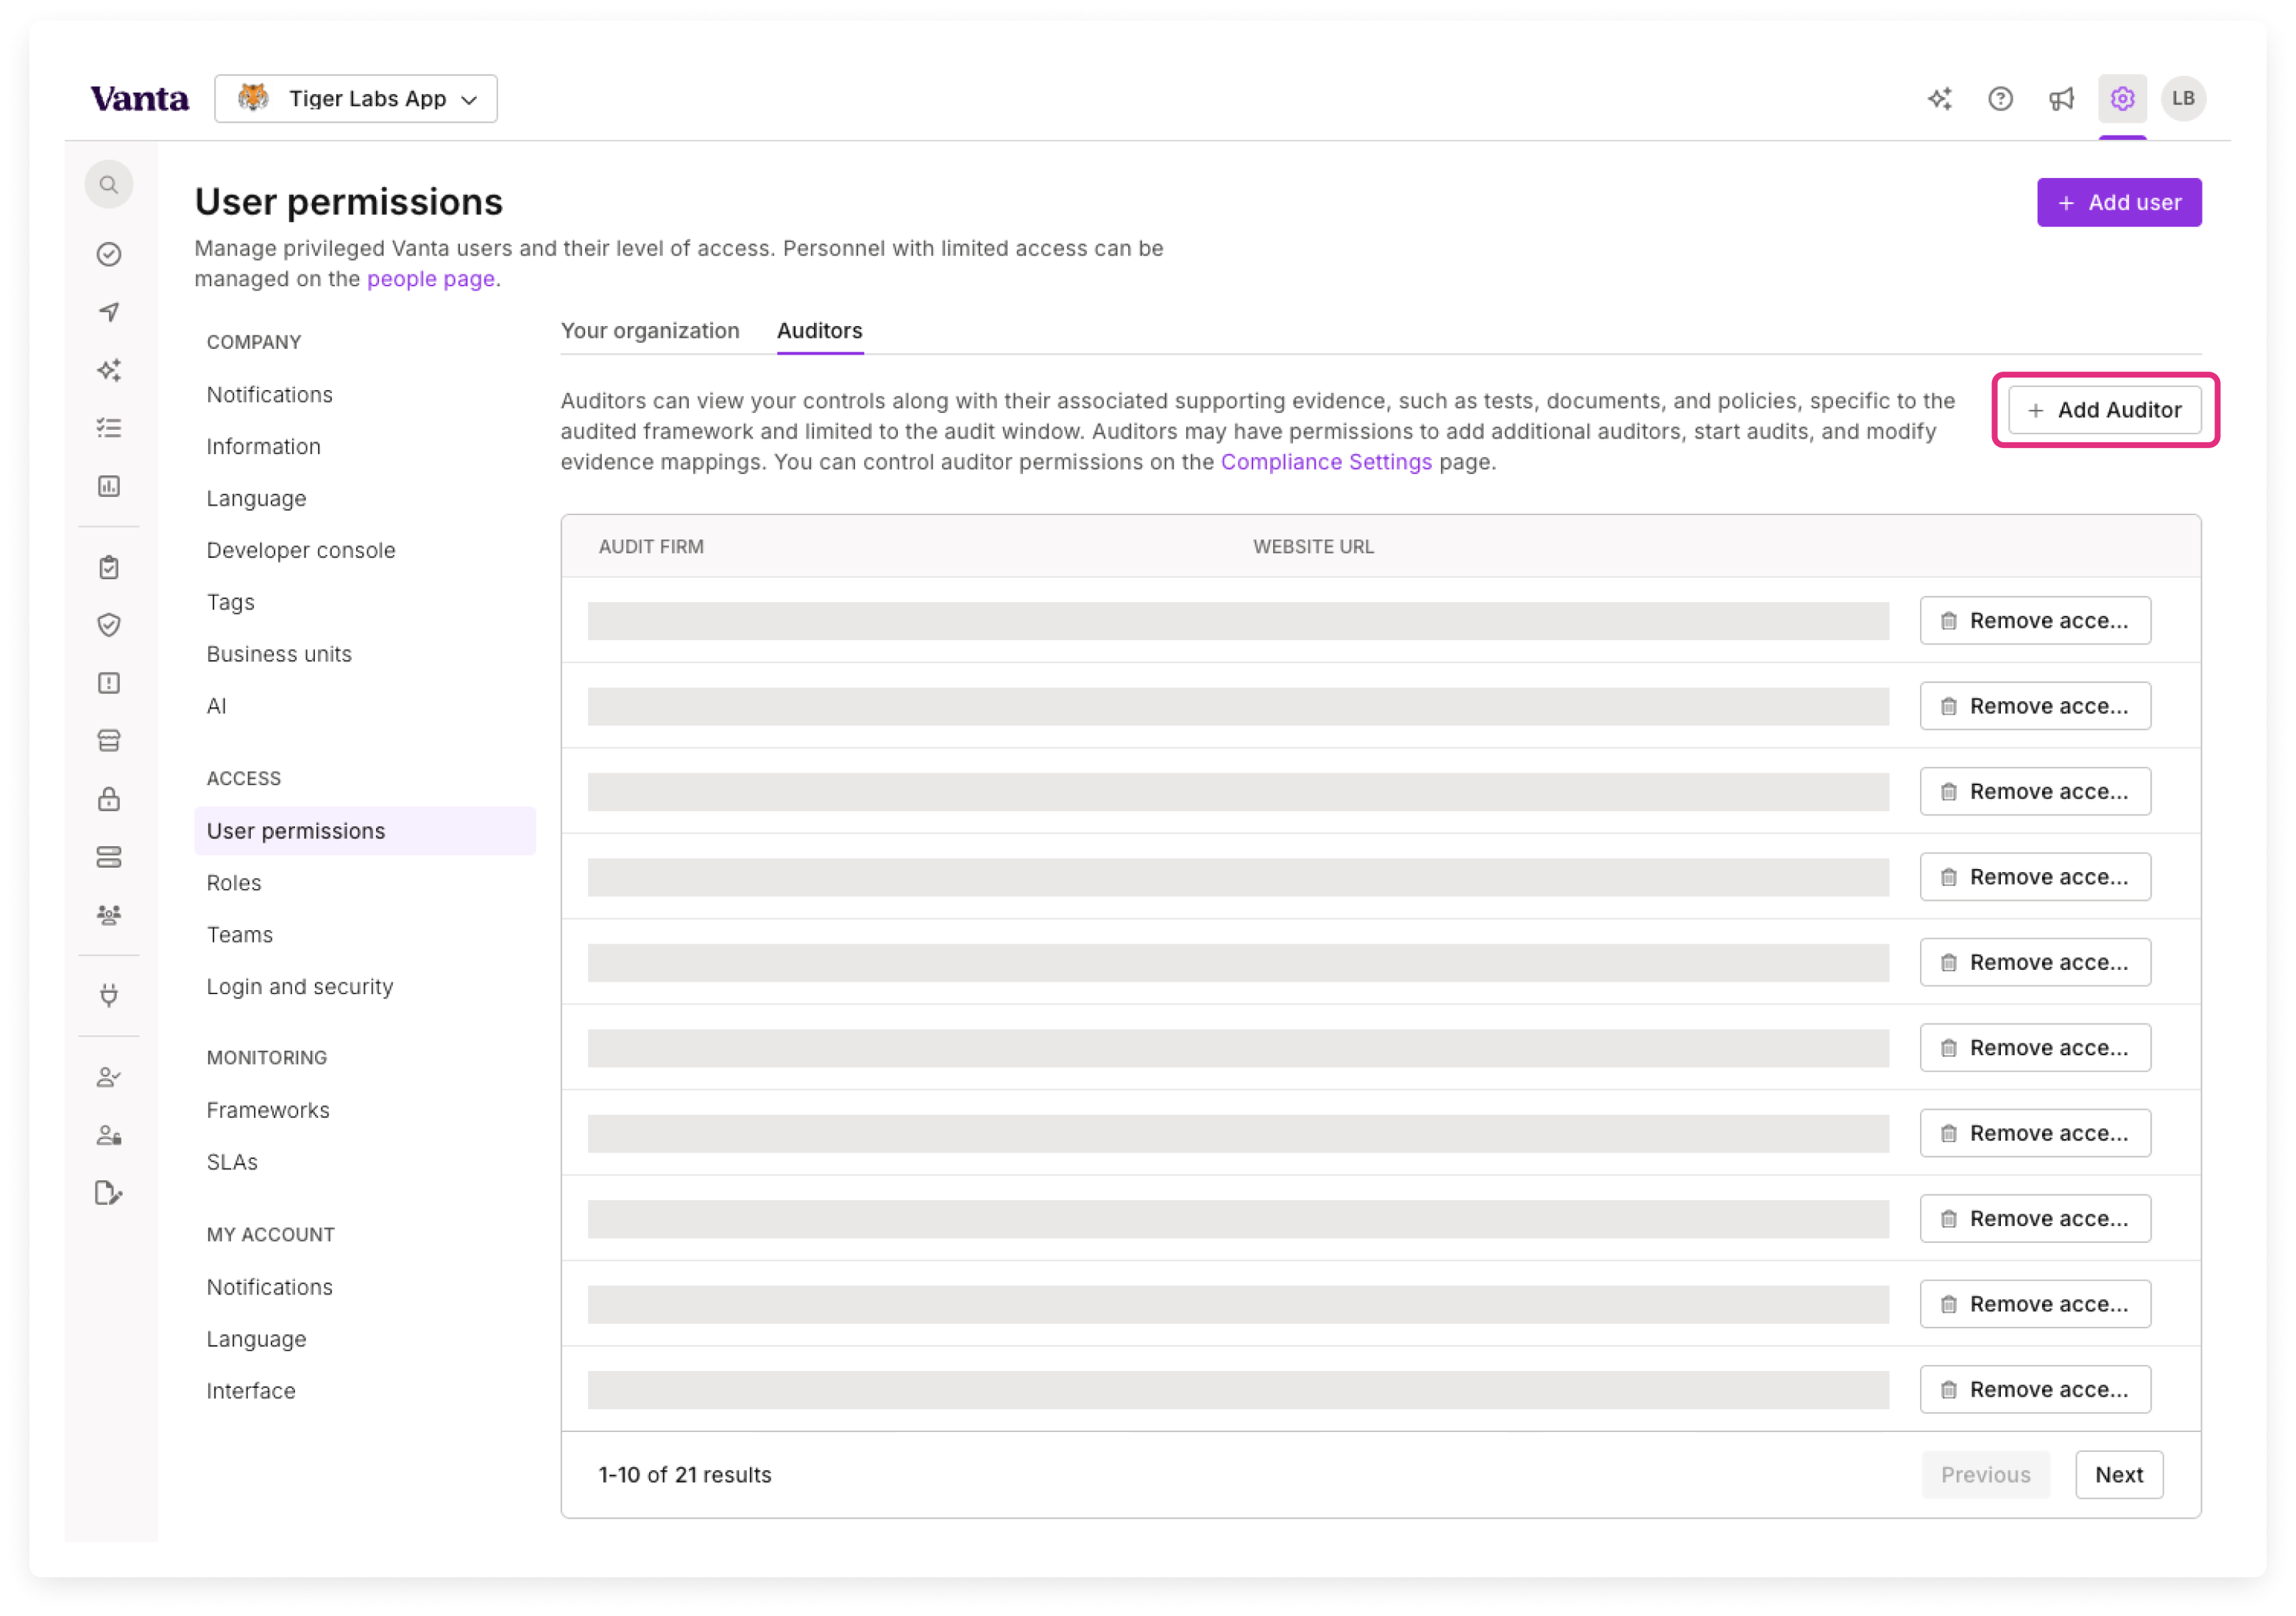 Vanta
Tiger Labs App
LB
User permissions
+ Add user
Manage privileged Vanta users and their level of access. Personnel with limited access can be
managed on the people page.
COMPANY
Notifications
Information
Language
Developer console
Tags
Business units
AI
ACCESS
User permissions
Roles
Teams
Login and security
MONITORING
Frameworks
SLAs
MY ACCOUNT
Notifications
Language
Interface
Your organization
Auditors
Auditors can view your controls along with their associated supporting evidence, such as tests, documents, and policies, specific to the
audited framework and limited to the audit window. Auditors may have permissions to add additional auditors, start audits, and modify
evidence mappings. You can control auditor permissions on the Compliance Settings page.
+ Add Auditor
AUDIT FIRM
WEBSITE URL
Remove acce...
Remove acce...
Remove acce...
Remove acce...
Remove acce...
Remove acce...
Remove acce...
Remove acce...
Remove acce...
Remove acce...
1-10 of 21 results
Previous
Next